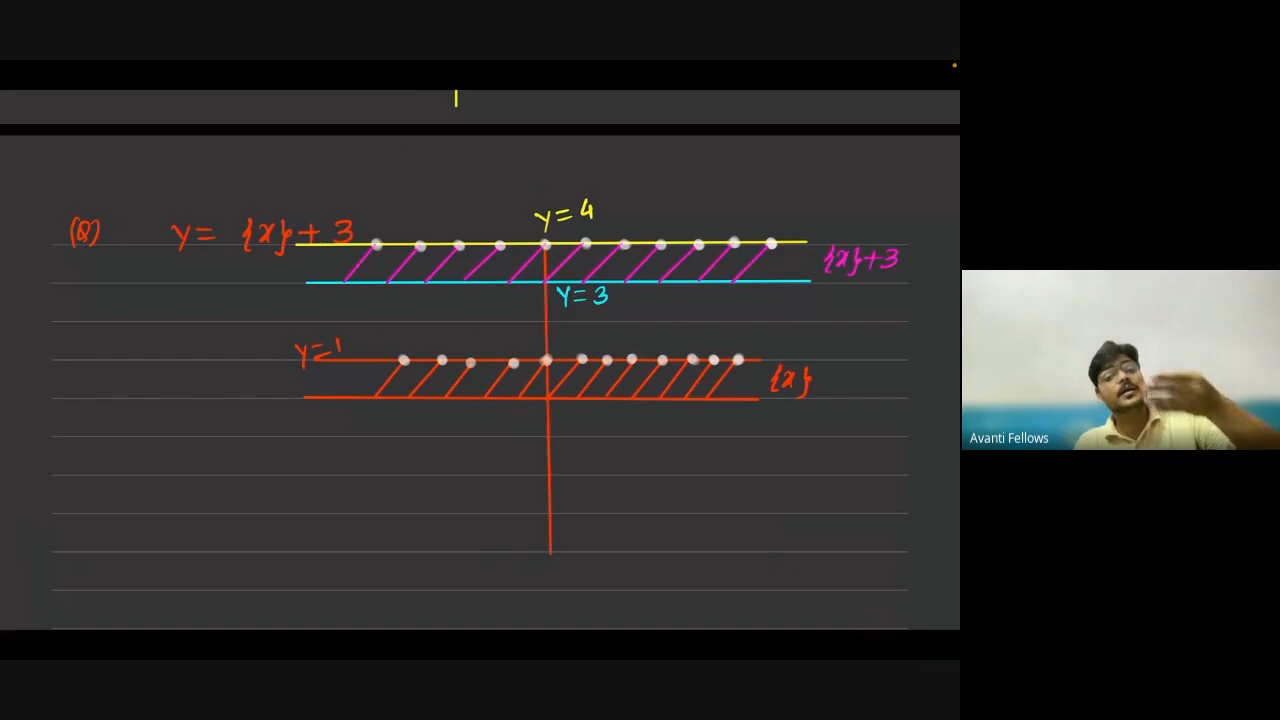 y = 4
(Q) y = {x} + 3
{x}+3
y = 3
y = 1
{x}
Avanti Fellows